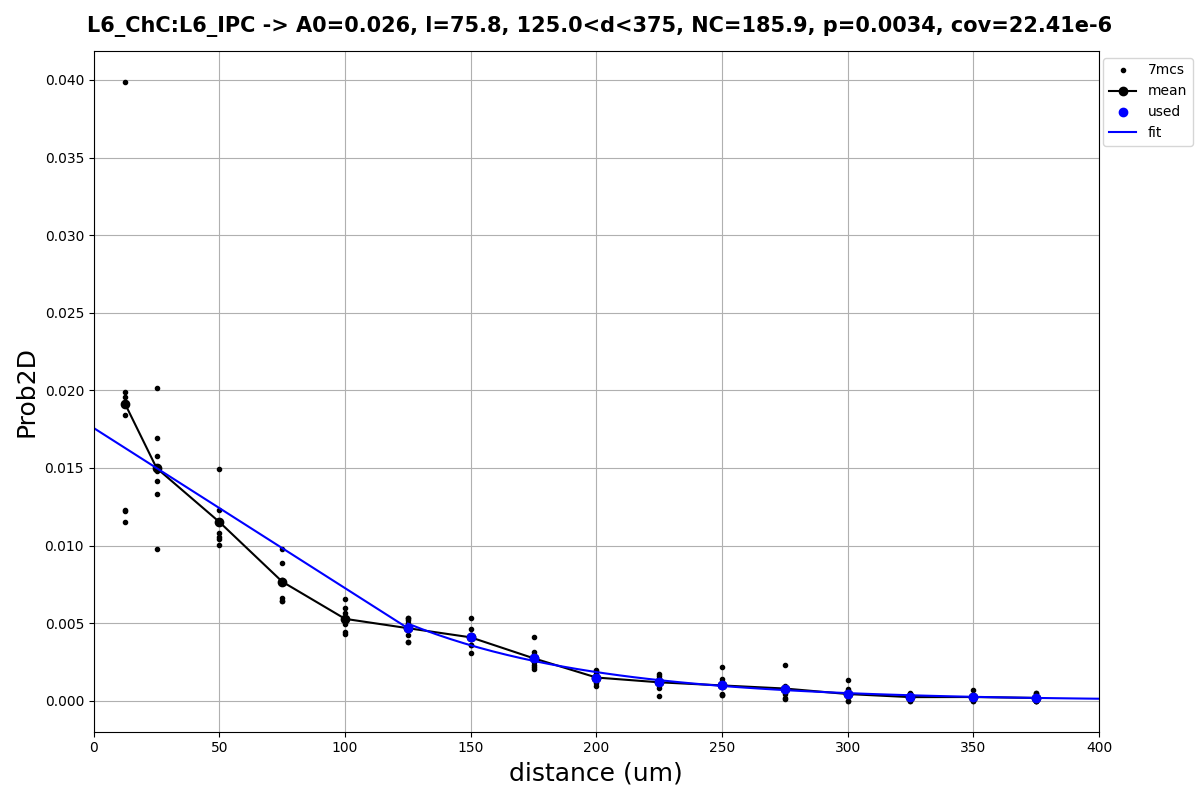 L6_ChC:L6_IPC -> A0=0.026, l=75.8, 125.0<d<375, NC=185.9, p=0.0034, cov=22.41e-6
0.040
0.035
0.030
0.025
0.020
0.015
0.010
0.005
0.000
Prob2D
0
50
100
150
200
250
300
350
400
distance (um)
7mcs
mean
used
fit